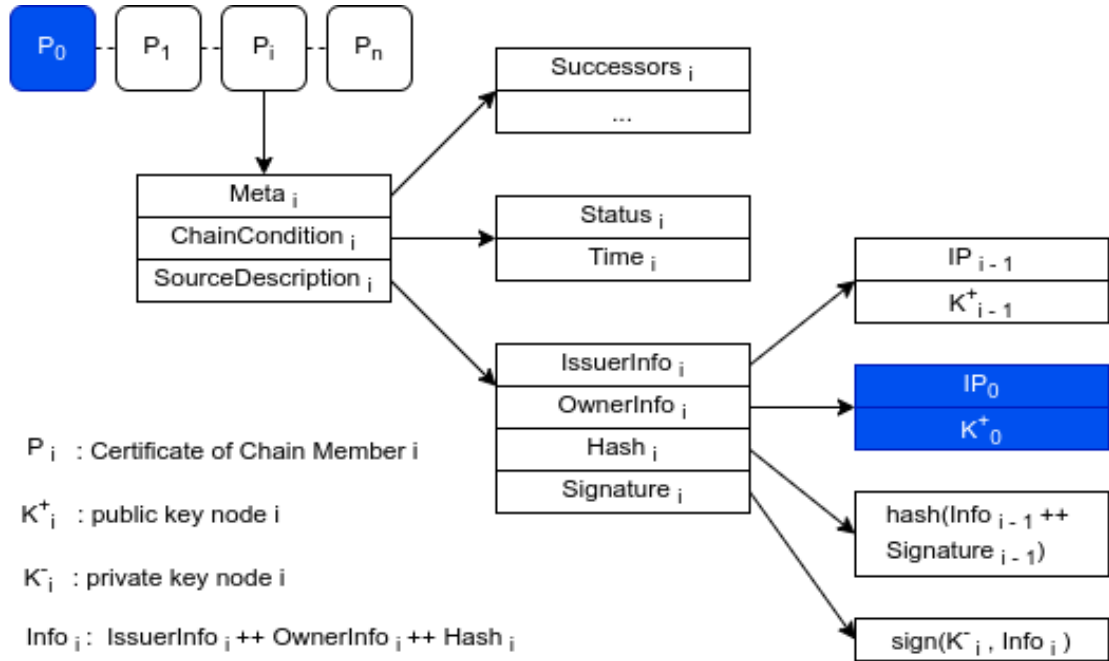 P0 P1 Pi Pn
Successors i
...
Meta i
ChainCondition i
SourceDescription i
Status i
Time i
IP i - 1
K+ i - 1
IssuerInfo i
OwnerInfo i
Hash i
Signature i
IP0
K+0
hash(Info i - 1 ++
Signature i - 1)
sign(K- i , Info i )
P i : Certificate of Chain Member i
K+ i : public key node i
K- i : private key node i
Info i : IssuerInfo i ++ OwnerInfo i ++ Hash i